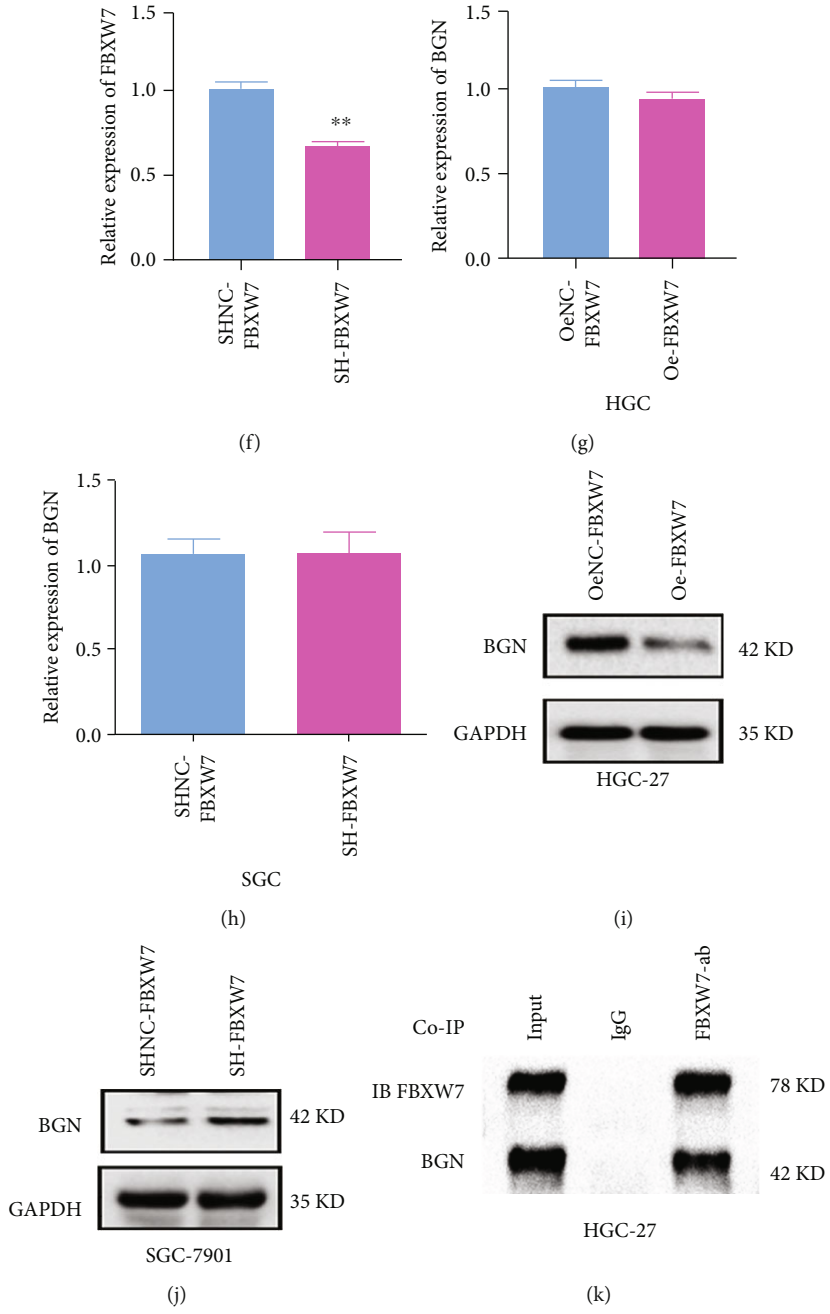 Relative expression of FBXW7
1.5
1.0
0.5
0.0
**
SHNC-
FBXW7
SH-FBXW7
(f)
Relative expression of BGN
1.5
1.0
0.5
0.0
OeNC-
FBXW7
Oe-FBXW7
HGC
(g)
Relative expression of BGN
1.5
1.0
0.5
0.0
SHNC-
FBXW7
SH-FBXW7
SGC
(h)
OeNC-FBXW7
Oe-FBXW7
BGN
42 KD
GAPDH
35 KD
HGC-27
(i)
SHNC-FBXW7
SH-FBXW7
BGN
42 KD
GAPDH
35 KD
SGC-7901
(j)
Co-IP
Input
IgG
FBXW7-ab
IB FBXW7
78 KD
BGN
42 KD
HGC-27
(k)